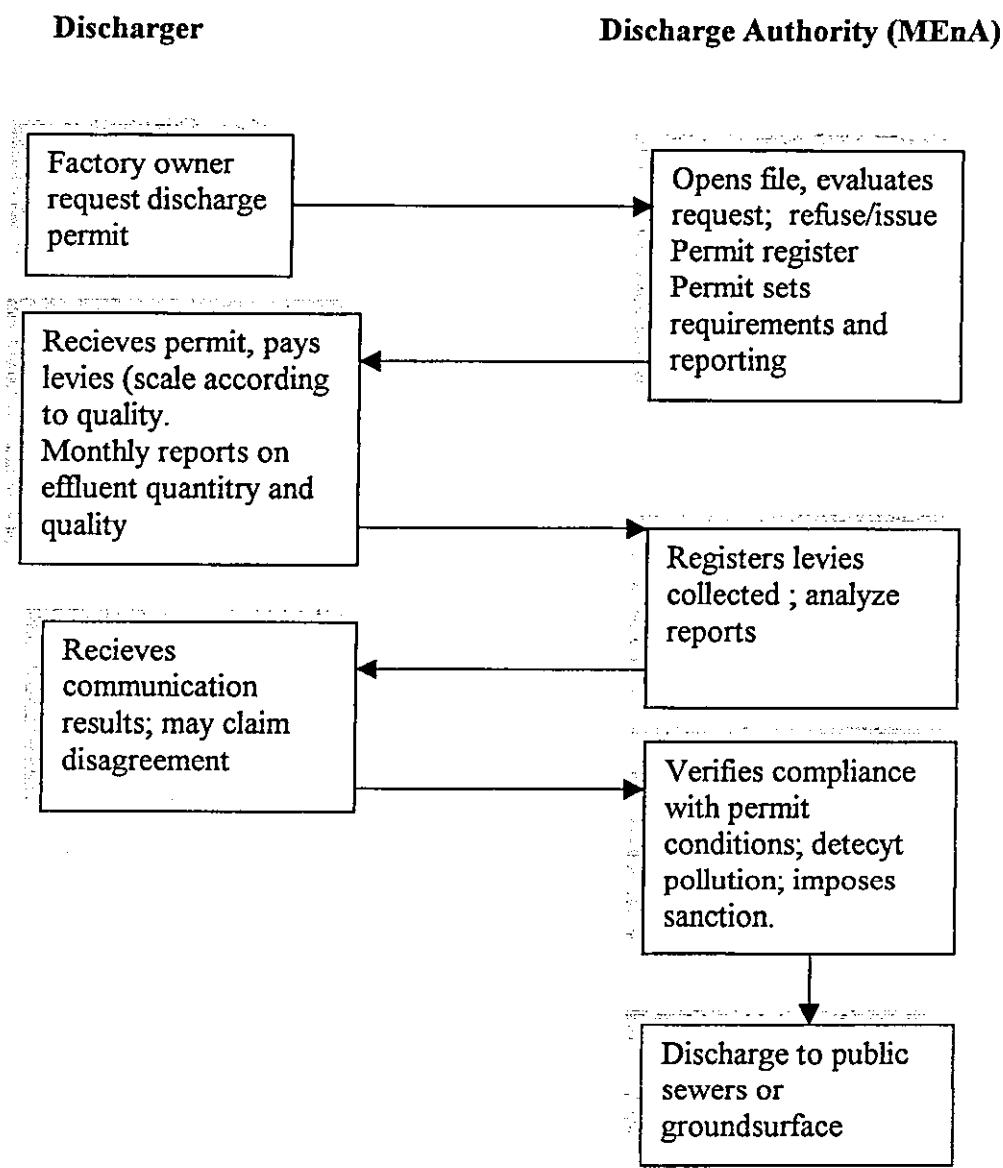 Discharger
Discharge Authority (MEnA)
Factory owner
request discharge
permit
Opens file, evaluates
request; refuse/issue
Permit register
Permit sets
requirements and
reporting
Recieves permit, pays
levies (scale according
to quality.
Monthly reports on
effluent quantitry and
quality
Registers levies
collected ; analyze
reports
Recieves
communication
results; may claim
disagreement
Verifies compliance
with permit
conditions; detecyt
pollution; imposes
sanction.
Discharge to public
sewers or
groundsurface